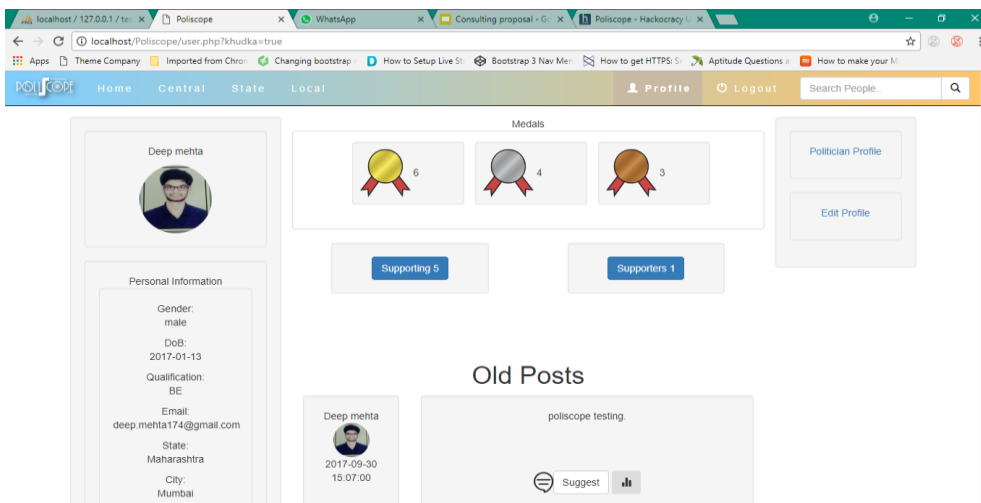 localhost / 127.0.0.1 / tes
Poliscope
WhatsApp
Consulting proposal - Go
Poliscope - Hackocracy U
localhost/Poliscope/user.php?khudka=true
Apps
Theme Company
Imported from Chrom
Changing bootstrap
How to Setup Live St
Bootstrap 3 Nav Men
How to get HTTPS: S
Aptitude Questions a
How to make your M
POLISCOPE
Home
Central
State
Local
Profile
Logout
Search People..
Deep mehta
Medals
6
4
3
Politician Profile
Edit Profile
Supporting 5
Supporters 1
Personal Information
Gender:
male
DoB:
2017-01-13
Qualification:
BE
Email:
deep.mehta174@gmail.com
State:
Maharashtra
City:
Mumbai
Old Posts
Deep mehta
2017-09-30
15:07:00
poliscope testing.
Suggest